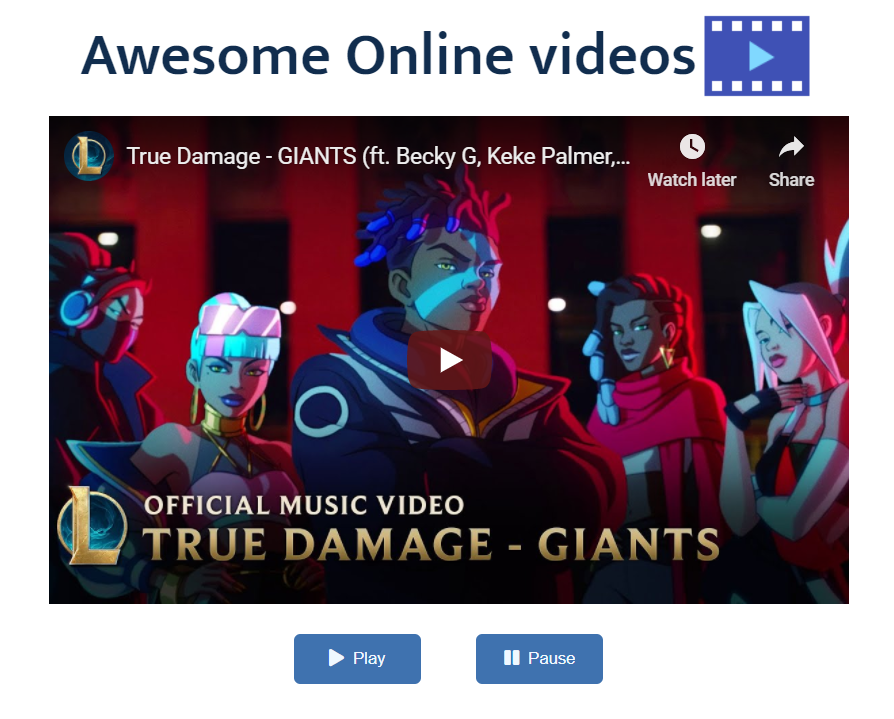 Awesome Online videos
True Damage - GIANTS (ft. Becky G, Keke Palmer,...
Watch later
Share
OFFICIAL MUSIC VIDEO
TRUE DAMAGE - GIANTS
Play
Pause